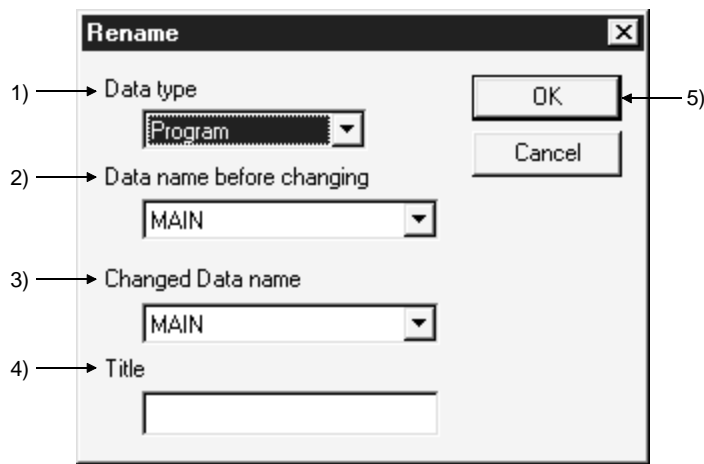 Rename
1) Data type
OK
5)
Program
Cancel
2) Data name before changing
MAIN
3) Changed Data name
MAIN
4) Title